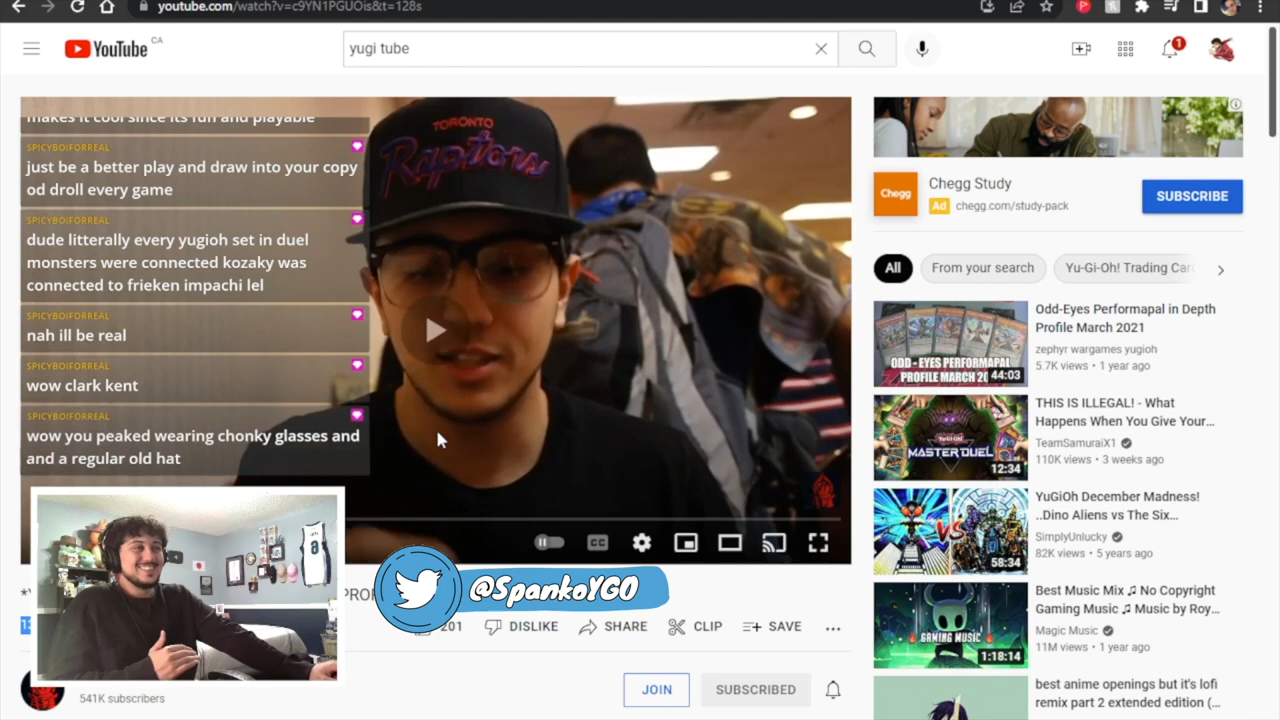 youtube.com/watch?v=c9YN1PGUOis&t=128s
YouTube CA
yugi tube
1
makes it cool since its fun and playable
SPICYBOIFORREAL
just be a better play and draw into your copy
od droll every game
SPICYBOIFORREAL
dude litterally every yugioh set in duel
monsters were connected kozaky was
connected to frieken impachi lel
SPICYBOIFORREAL
nah ill be real
SPICYBOIFORREAL
wow clark kent
SPICYBOIFORREAL
wow you peaked wearing chonky glasses and
and a regular old hat
TORONTO
Raptors
8
CC
@SpankoYGO
201
DISLIKE
SHARE
CLIP
SAVE
541K subscribers
JOIN
SUBSCRIBED
Chegg
Chegg Study
Ad chegg.com/study-pack
SUBSCRIBE
All
From your search
Yu-Gi-Oh! Trading Car
ODD - EYES PERFORMAPAL
PROFILE MARCH 20
44:03
Odd-Eyes Performapal in Depth
Profile March 2021
zephyr wargames yugioh
5.7K views • 1 year ago
Yu-Gi-Oh!
MASTER DUEL
12:34
THIS IS ILLEGAL! - What
Happens When You Give Your...
TeamSamuraiX1
110K views • 3 weeks ago
VS
58:34
YuGiOh December Madness!
..Dino Aliens vs The Six...
SimplyUnlucky
82K views • 5 years ago
GAMING MUSIC
1:18:14
Best Music Mix ♫ No Copyright
Gaming Music ♫ Music by Roy...
Magic Music
11M views • 1 year ago
best anime openings but it's lofi
remix part 2 extended edition (...